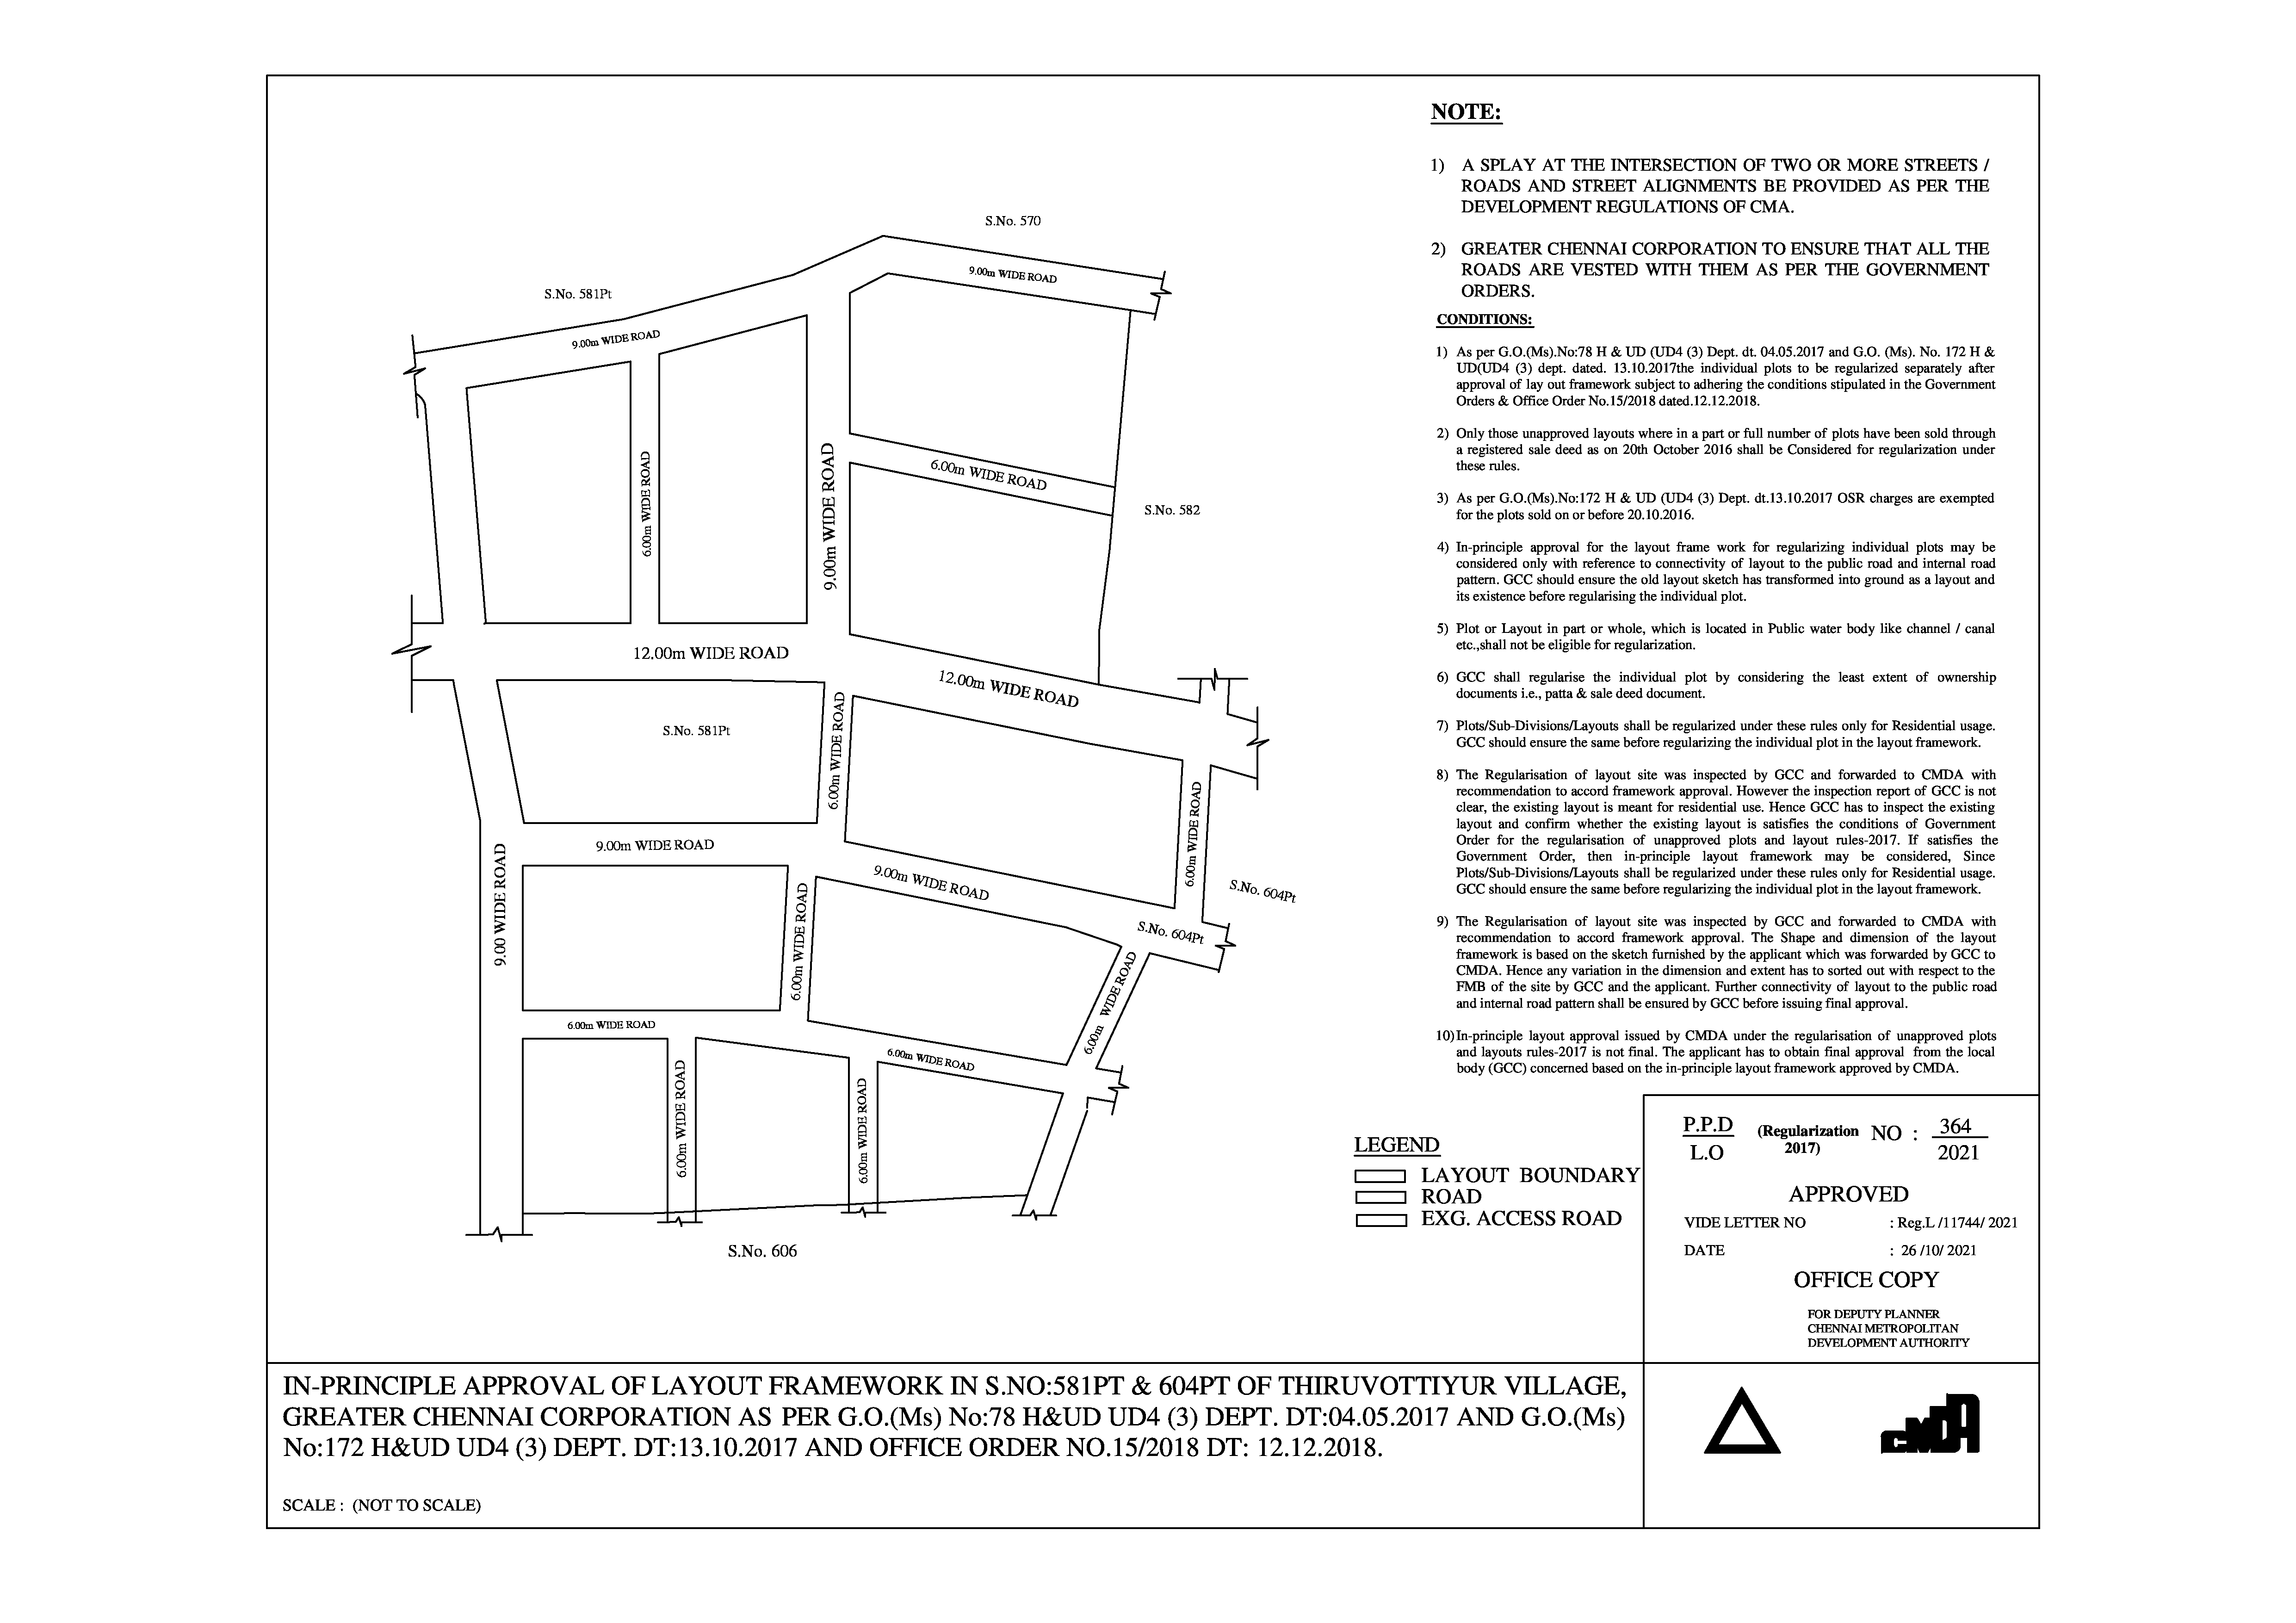 NOTE:
1) A SPLAY AT THE INTERSECTION OF TWO OR MORE STREETS /
ROADS AND STREET ALIGNMENTS BE PROVIDED AS PER THE
DEVELOPMENT REGULATIONS OF CMA.
2) GREATER CHENNAI CORPORATION TO ENSURE THAT ALL THE
ROADS ARE VESTED WITH THEM AS PER THE GOVERNMENT
ORDERS.
CONDITIONS:
1) As per G.O.(Ms).No:78 H & UD (UD4 (3) Dept. dt. 04.05.2017 and G.O. (Ms). No. 172 H &
UD(UD4 (3) dept. dated. 13.10.2017the individual plots to be regularized separately after
approval of lay out framework subject to adhering the conditions stipulated in the Government
Orders & Office Order No.15/2018 dated.12.12.2018.
2) Only those unapproved layouts where in a part or full number of plots have been sold through
a registered sale deed as on 20th October 2016 shall be Considered for regularization under
these rules.
3) As per G.O.(Ms).No:172 H & UD (UD4 (3) Dept. dt.13.10.2017 OSR charges are exempted
for the plots sold on or before 20.10.2016.
4) In-principle approval for the layout frame work for regularizing individual plots may be
considered only with reference to connectivity of layout to the public road and internal road
pattern. GCC should ensure the old layout sketch has transformed into ground as a layout and
its existence before regularising the individual plot.
5) Plot or Layout in part or whole, which is located in Public water body like channel / canal
etc.,shall not be eligible for regularization.
6) GCC shall regularise the individual plot by considering the least extent of ownership
documents i.e., patta & sale deed document.
7) Plots/Sub-Divisions/Layouts shall be regularized under these rules only for Residential usage.
GCC should ensure the same before regularizing the individual plot in the layout framework.
8) The Regularisation of layout site was inspected by GCC and forwarded to CMDA with
recommendation to accord framework approval. However the inspection report of GCC is not
clear, the existing layout is meant for residential use. Hence GCC has to inspect the existing
layout and confirm whether the existing layout is satisfies the conditions of Government
Order for the regularisation of unapproved plots and layout rules-2017. If satisfies the
Government Order, then in-principle layout framework may be considered, Since
Plots/Sub-Divisions/Layouts shall be regularized under these rules only for Residential usage.
GCC should ensure the same before regularizing the individual plot in the layout framework.
9) The Regularisation of layout site was inspected by GCC and forwarded to CMDA with
recommendation to accord framework approval. The Shape and dimension of the layout
framework is based on the sketch furnished by the applicant which was forwarded by GCC to
CMDA. Hence any variation in the dimension and extent has to sorted out with respect to the
FMB of the site by GCC and the applicant. Further connectivity of layout to the public road
and internal road pattern shall be ensured by GCC before issuing final approval.
10)In-principle layout approval issued by CMDA under the regularisation of unapproved plots
and layouts rules-2017 is not final. The applicant has to obtain final approval from the local
body (GCC) concerned based on the in-principle layout framework approved by CMDA.
S.No. 570
9.00m WIDE ROAD
S.No. 581Pt
9.00m WIDE ROAD
6.00m WIDE ROAD
9.00m WIDE ROAD
6.00m WIDE ROAD
S.No. 582
12.00m WIDE ROAD
12.00m WIDE ROAD
S.No. 581Pt
6.00m WIDE ROAD
6.00m WIDE ROAD
9.00m WIDE ROAD
9.00m WIDE ROAD
S.No. 604Pt
S.No. 604Pt
9.00 WIDE ROAD
6.00m WIDE ROAD
6.00m WIDE ROAD
6.00m WIDE ROAD
6.00m WIDE ROAD
6.00m WIDE ROAD
6.00m WIDE ROAD
S.No. 606
LEGEND
LAYOUT BOUNDARY
ROAD
EXG. ACCESS ROAD
P.P.D
L.O
(Regularization
2017)
NO : 364
2021
APPROVED
VIDE LETTER NO : Reg.L /11744/ 2021
DATE : 26 /10/ 2021
OFFICE COPY
FOR DEPUTY PLANNER
CHENNAI METROPOLITAN
DEVELOPMENT AUTHORITY
IN-PRINCIPLE APPROVAL OF LAYOUT FRAMEWORK IN S.NO:581PT & 604PT OF THIRUVOTTIYUR VILLAGE,
GREATER CHENNAI CORPORATION AS PER G.O.(Ms) No:78 H&UD UD4 (3) DEPT. DT:04.05.2017 AND G.O.(Ms)
No:172 H&UD UD4 (3) DEPT. DT:13.10.2017 AND OFFICE ORDER NO.15/2018 DT: 12.12.2018.
SCALE : (NOT TO SCALE)
CMDA